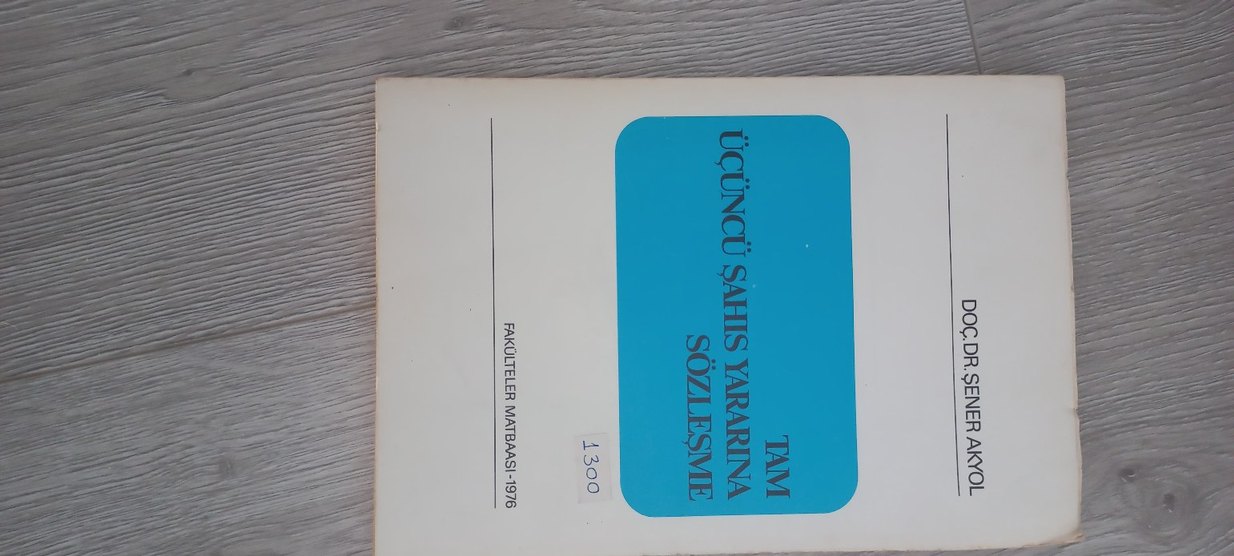 DOÇ.DR.ŞENER AKYOL
TAM
ÜÇÜNCÜ ŞAHIS YARARINA
SÖZLEŞME
1300
FAKÜLTELER MATBAASI-1976